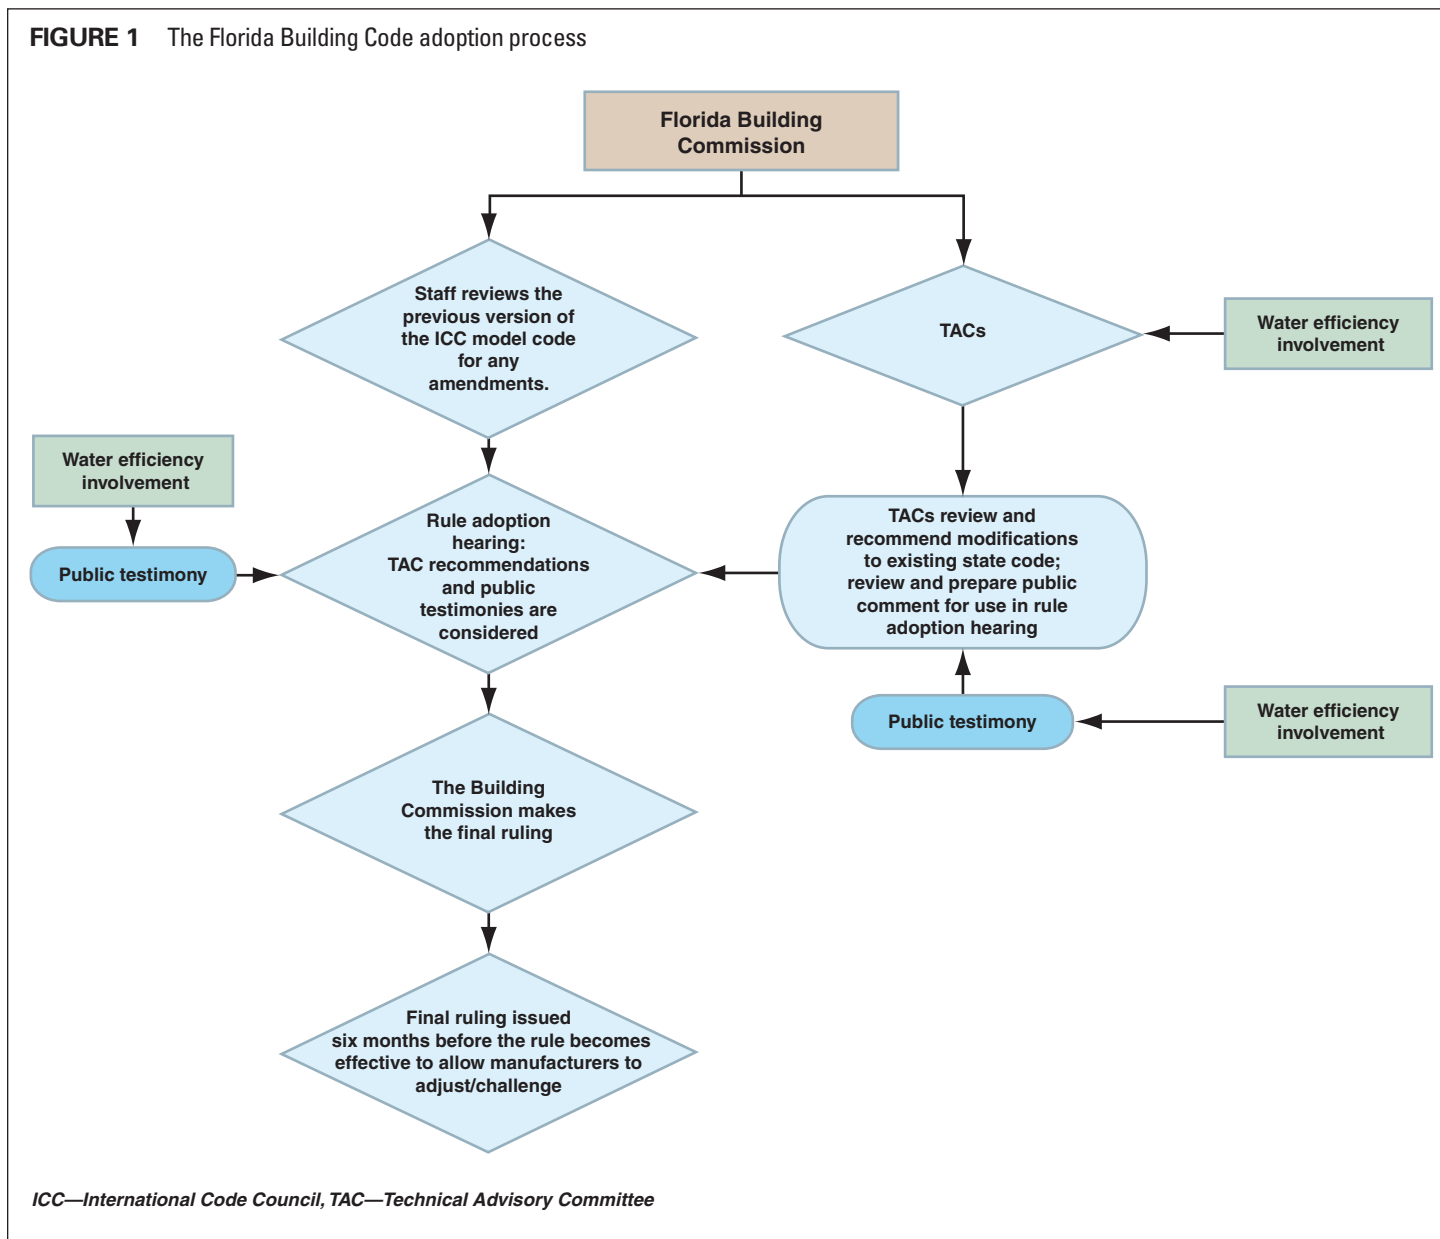 FIGURE 1 The Florida Building Code adoption process
Florida Building
Commission
Staff reviews the
previous version of
the ICC model code
for any
amendments.
TACs
Water efficiency
involvement
Water efficiency
involvement
Public testimony
Rule adoption
hearing:
TAC recommendations
and public
testimonies are
considered
TACs review and
recommend modifications
to existing state code;
review and prepare public
comment for use in rule
adoption hearing
Public testimony
Water efficiency
involvement
The Building
Commission makes
the final ruling
Final ruling issued
six months before the rule becomes
effective to allow manufacturers to
adjust/challenge
ICC—International Code Council, TAC—Technical Advisory Committee